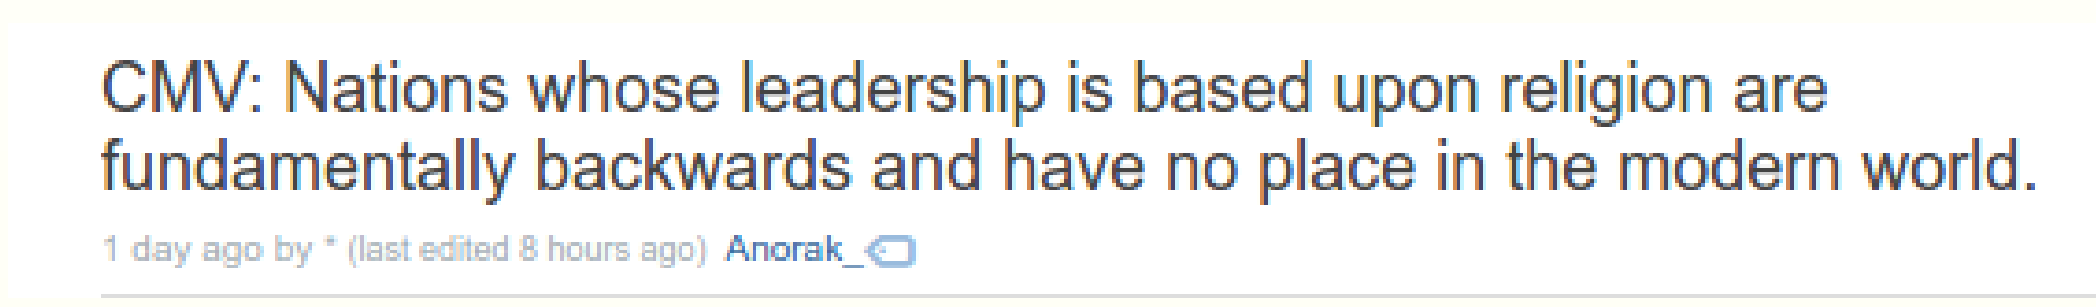 CMV: Nations whose leadership is based upon religion are
fundamentally backwards and have no place in the modern world.
1 day ago by * (last edited 8 hours ago) Anorak_